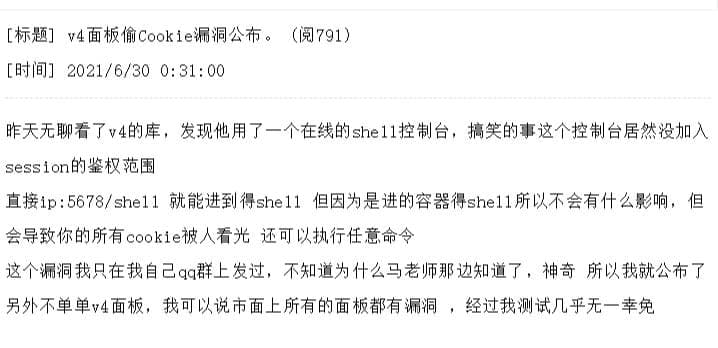 [标题] v4面板偷Cookie漏洞公布。 (阅791)
[时间] 2021/6/30 0:31:00
昨天无聊看了v4的库，发现他用了一个在线的shell控制台，搞笑的事这个控制台居然没加入
session的鉴权范围
直接ip:5678/shell 就能进到得shell 但因为是进的容器得shell所以不会有什么影响，但
会导致你的所有cookie被人看光 还可以执行任意命令
这个漏洞我只在我自己qq群上发过，不知道为什么马老师那边知道了，神奇 所以我就公布了
另外不单单v4面板，我可以说市面上所有的面板都有漏洞 ，经过我测试几乎无一幸免